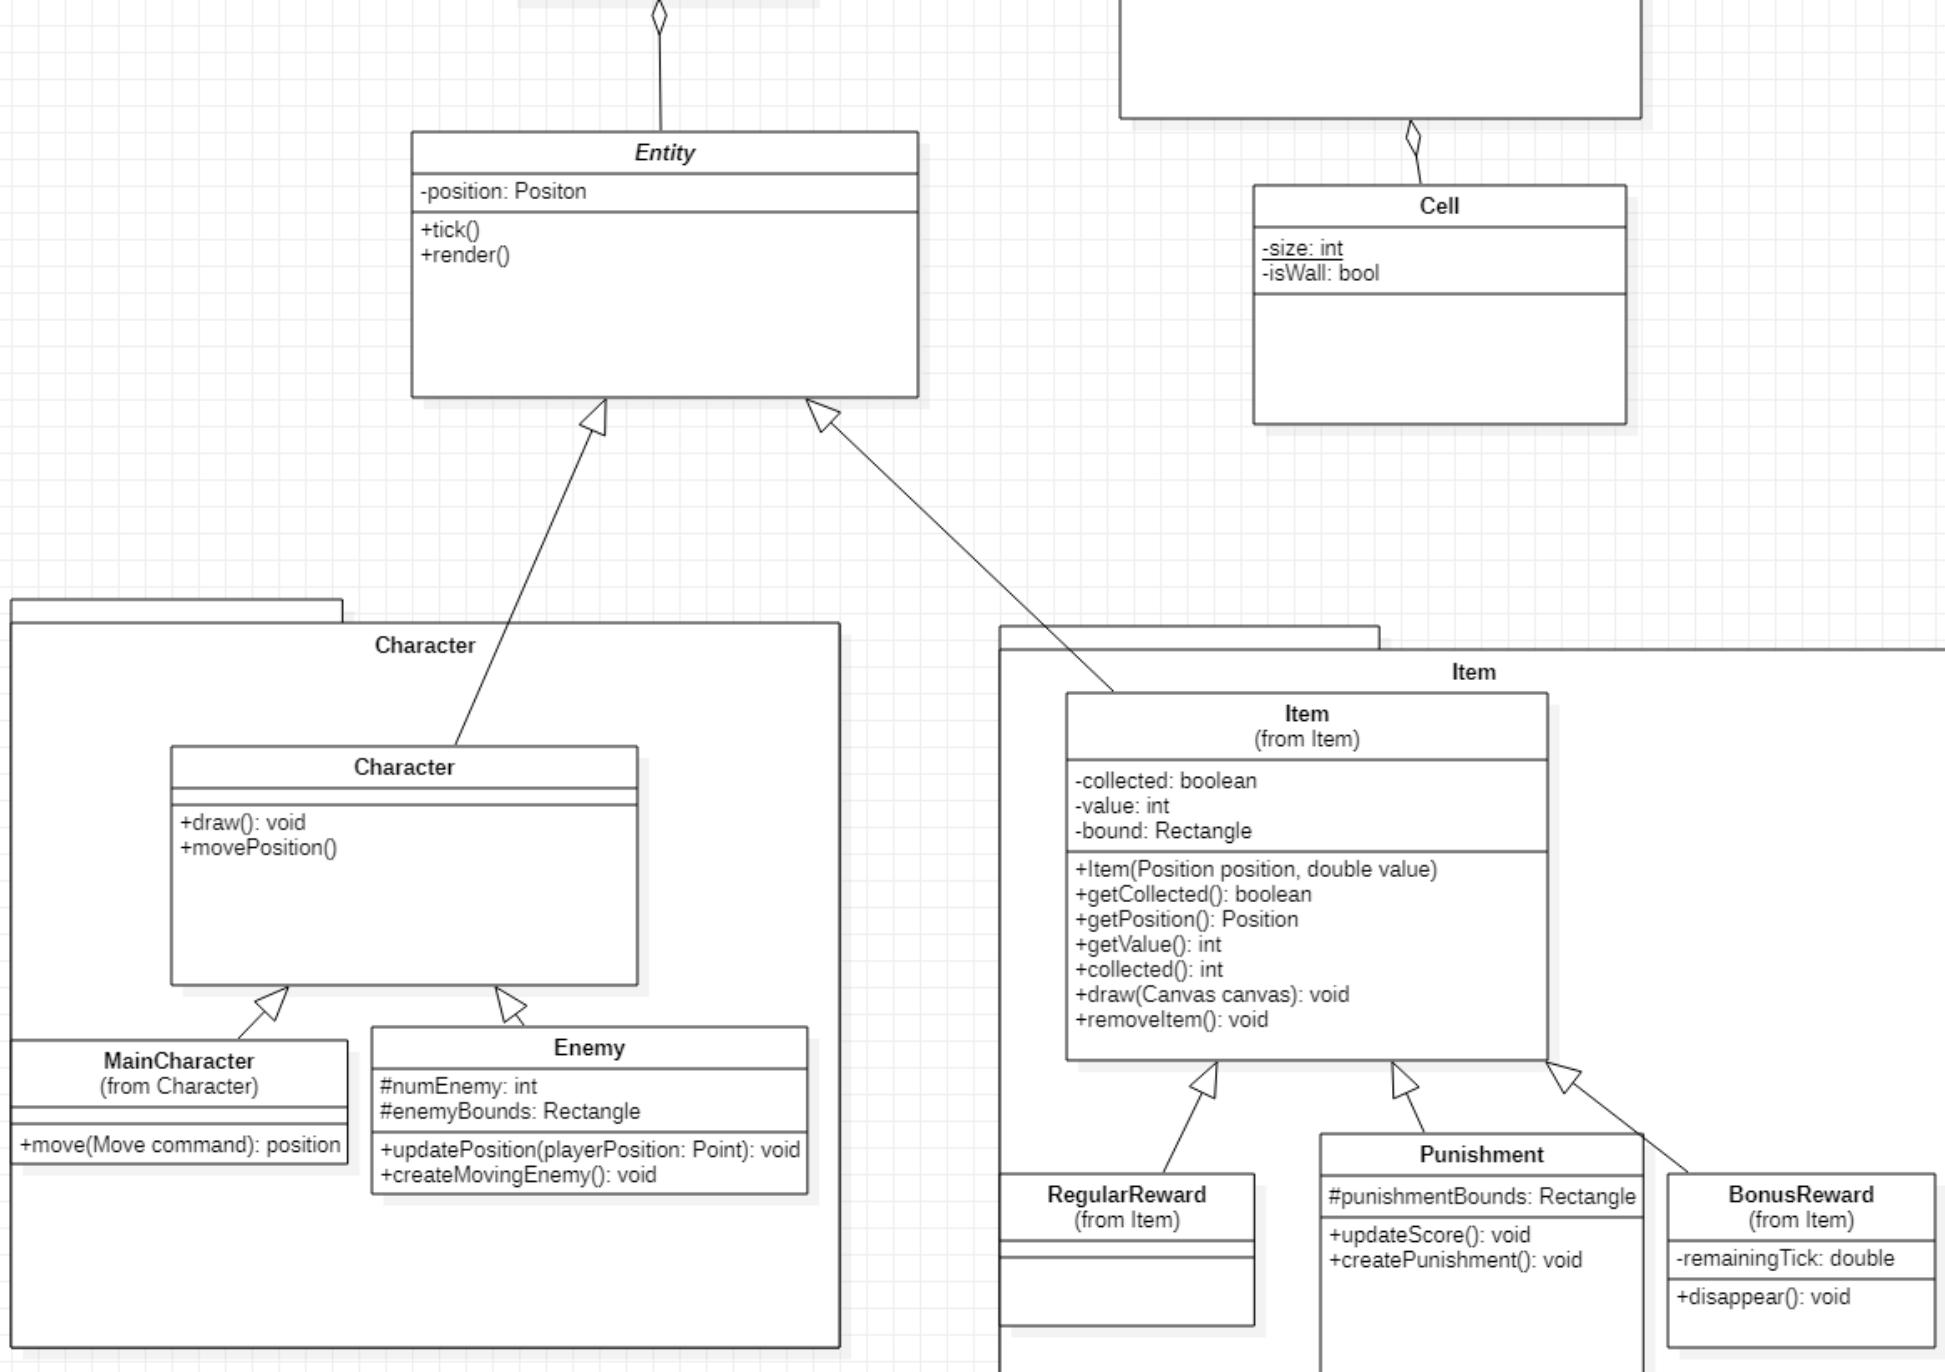 Entity
-position: Positon
+tick()
+render()
Cell
-size: int
-isWall: bool
Character
Character
+draw(): void
+movePosition()
MainCharacter
(from Character)
+move(Move command): position
Enemy
#numEnemy: int
#enemyBounds: Rectangle
+updatePosition(playerPosition: Point): void
+createMovingEnemy(): void
Item
Item
(from Item)
-collected: boolean
-value: int
-bound: Rectangle
+Item(Position position, double value)
+getCollected(): boolean
+getPosition(): Position
+getValue(): int
+collected(): int
+draw(Canvas canvas): void
+removeItem(): void
RegularReward
(from Item)
Punishment
#punishmentBounds: Rectangle
+updateScore(): void
+createPunishment(): void
BonusReward
(from Item)
-remainingTick: double
+disappear(): void